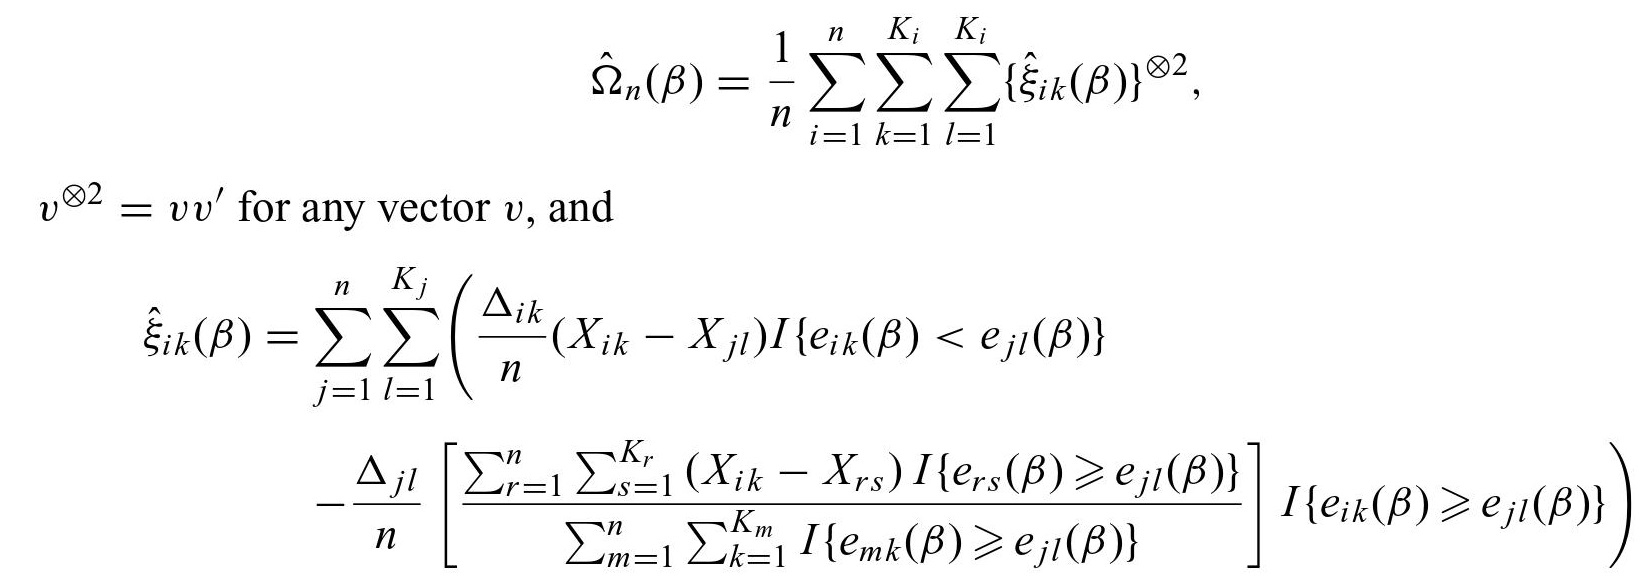 $\hat{\Omega}_n(\beta) = \frac{1}{n} \sum_{i=1}^{n} \sum_{k=1}^{K_i} \sum_{l=1}^{K_i} \{\hat{\xi}_{ik}(\beta)\}^{\otimes 2},$
$v^{\otimes 2} = vv'$ for any vector $v$, and
$\hat{\xi}_{ik}(\beta) = \sum_{j=1}^{n} \sum_{l=1}^{K_j} \Bigg( \frac{\Delta_{ik}}{n} (X_{ik} - X_{jl}) I\{e_{ik}(\beta) < e_{jl}(\beta)\}$
$- \frac{\Delta_{jl}}{n} \left[ \frac{\sum_{r=1}^{n} \sum_{s=1}^{K_r} (X_{ik} - X_{rs}) I\{e_{rs}(\beta) \geqslant e_{jl}(\beta)\}}{\sum_{m=1}^{n} \sum_{k=1}^{K_m} I\{e_{mk}(\beta) \geqslant e_{jl}(\beta)\}} \right] I\{e_{ik}(\beta) \geqslant e_{jl}(\beta)\} \Bigg)$